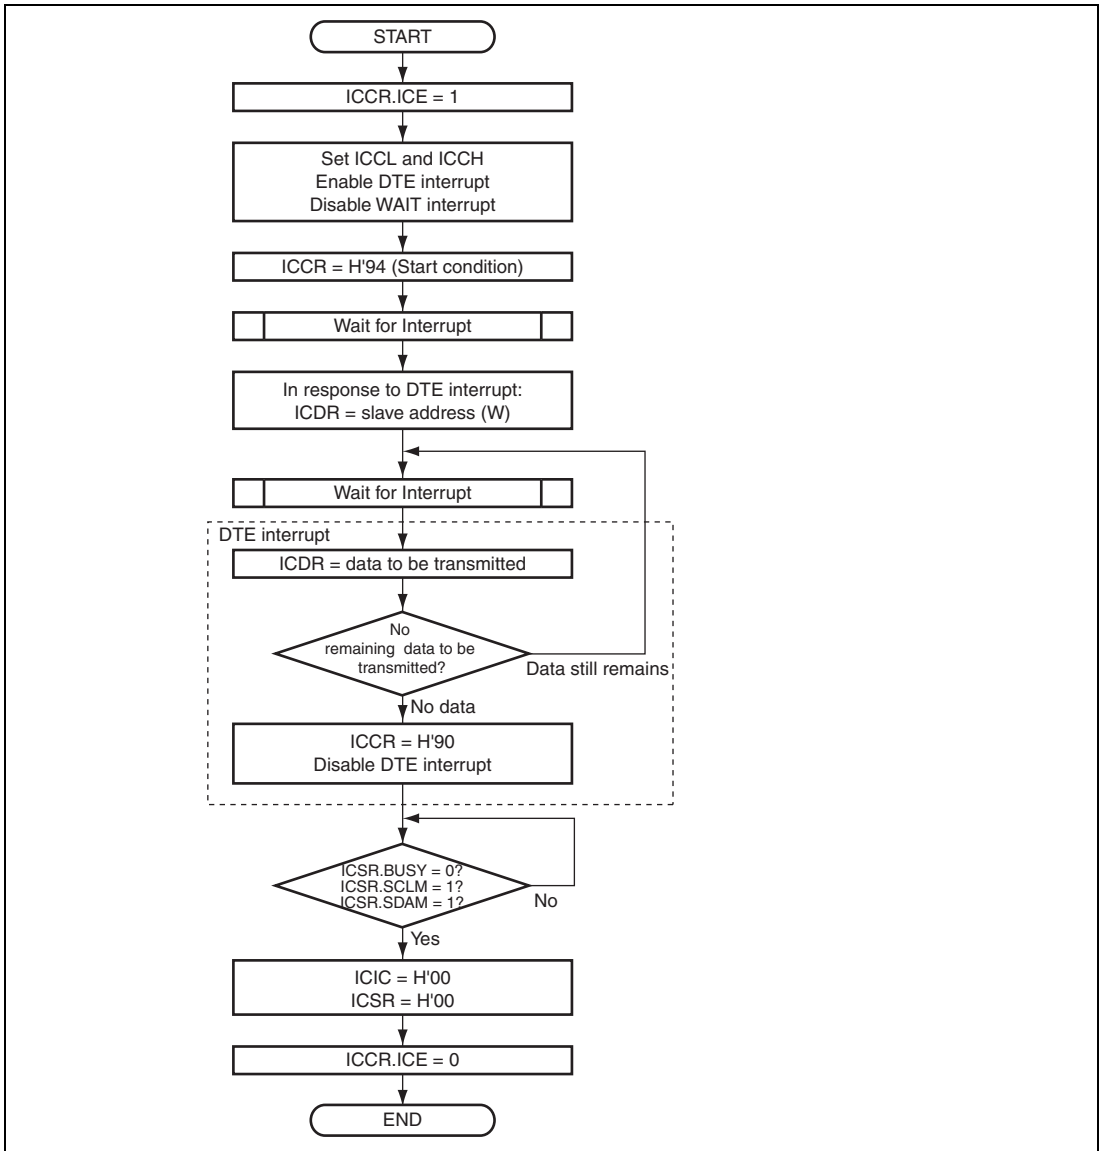 START
ICCR.ICE = 1
Set ICCL and ICCH
Enable DTE interrupt
Disable WAIT interrupt
ICCR = H'94 (Start condition)
Wait for Interrupt
In response to DTE interrupt:
ICDR = slave address (W)
Wait for Interrupt
DTE interrupt
ICDR = data to be transmitted
No
remaining data to be
transmitted?
Data still remains
No data
ICCR = H'90
Disable DTE interrupt
ICSR.BUSY = 0?
ICSR.SCLM = 1?
ICSR.SDAM = 1?
No
Yes
ICIC = H'00
ICSR = H'00
ICCR.ICE = 0
END